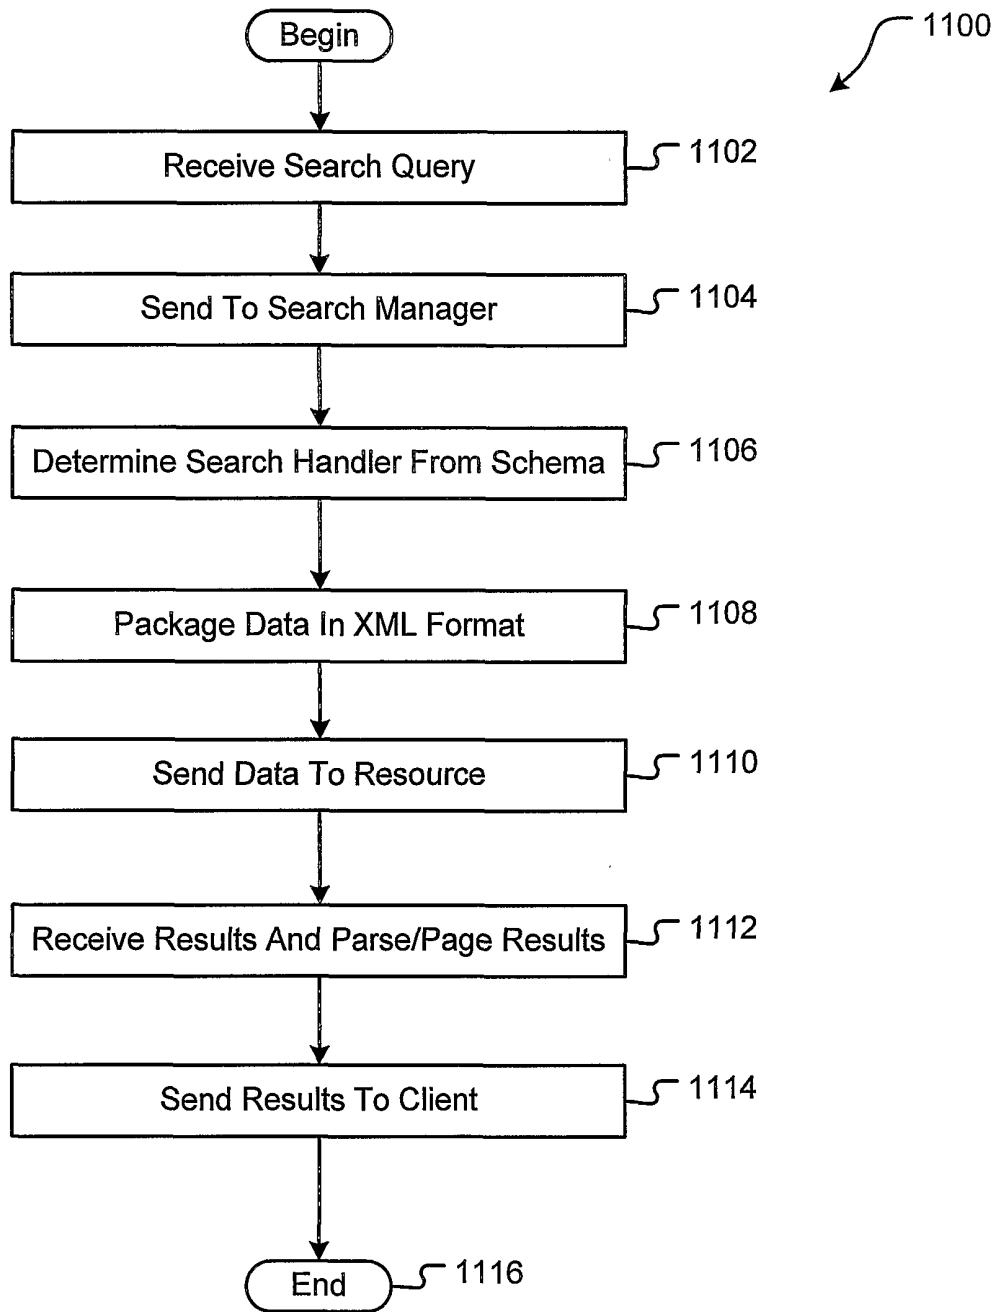 Begin
1100
Receive Search Query
1102
Send To Search Manager
1104
Determine Search Handler From Schema
1106
Package Data In XML Format
1108
Send Data To Resource
1110
Receive Results And Parse/Page Results
1112
Send Results To Client
1114
End
1116